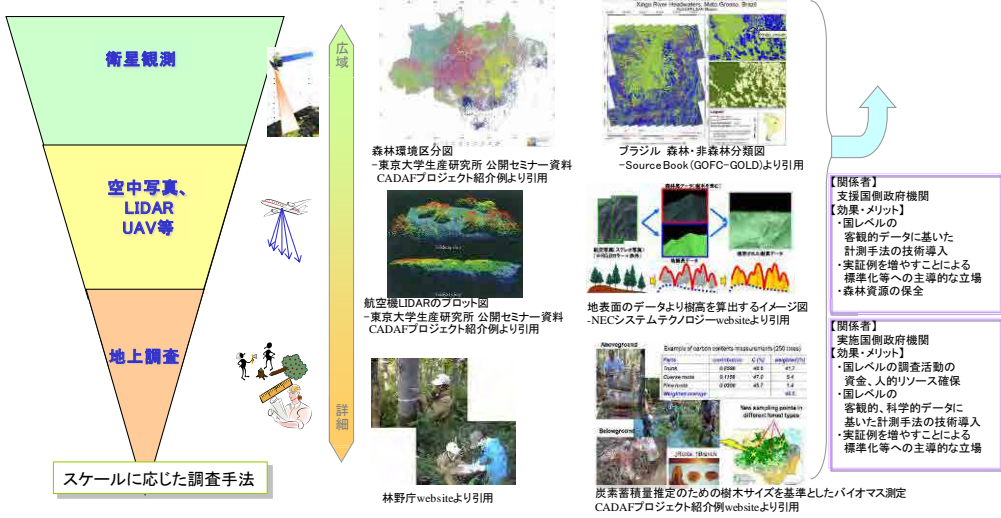 衛星観測
空中写真、
LIDAR
UAV等
地上調査
スケールに応じた調査手法
広域
詳細
森林環境区分図
-東京大学生産研究所 公開セミナー資料
CADAFプロジェクト紹介例より引用
航空機LIDARのプロット図
-東京大学生産研究所 公開セミナー資料
CADAFプロジェクト紹介例より引用
林野庁websiteより引用
Xingu River Headwaters, Mato Grosso, Brazil
ブラジル 森林・非森林分類図
-Source Book (GOFC-GOLD)より引用
地表面のデータより樹高を算出するイメージ図
-NECシステムテクノロジーwebsiteより引用
Aboveground
Example of carbon contents measurements (250 trees)
Parts contribution C (%) weighted (%)
Trunk
Coarse roots
Fine roots
Weighted average
New sampling points in
different forest types
Belowground
炭素蓄積量推定のための樹木サイズを基準としたバイオマス測定
CADAFプロジェクト紹介例websiteより引用
【関係者】
支援国側政府機関
【効果・メリット】
・国レベルの
客観的データに基いた
計測手法の技術導入
・実証例を増やすことによる
標準化等への主導的な立場
・森林資源の保全
【関係者】
実施国側政府機関
【効果・メリット】
・国レベルの調査活動の
資金、人的リソース確保
・国レベルの
客観的、科学的データに
基いた計測手法の技術導入
・実証例を増やすことによる
標準化等への主導的な立場